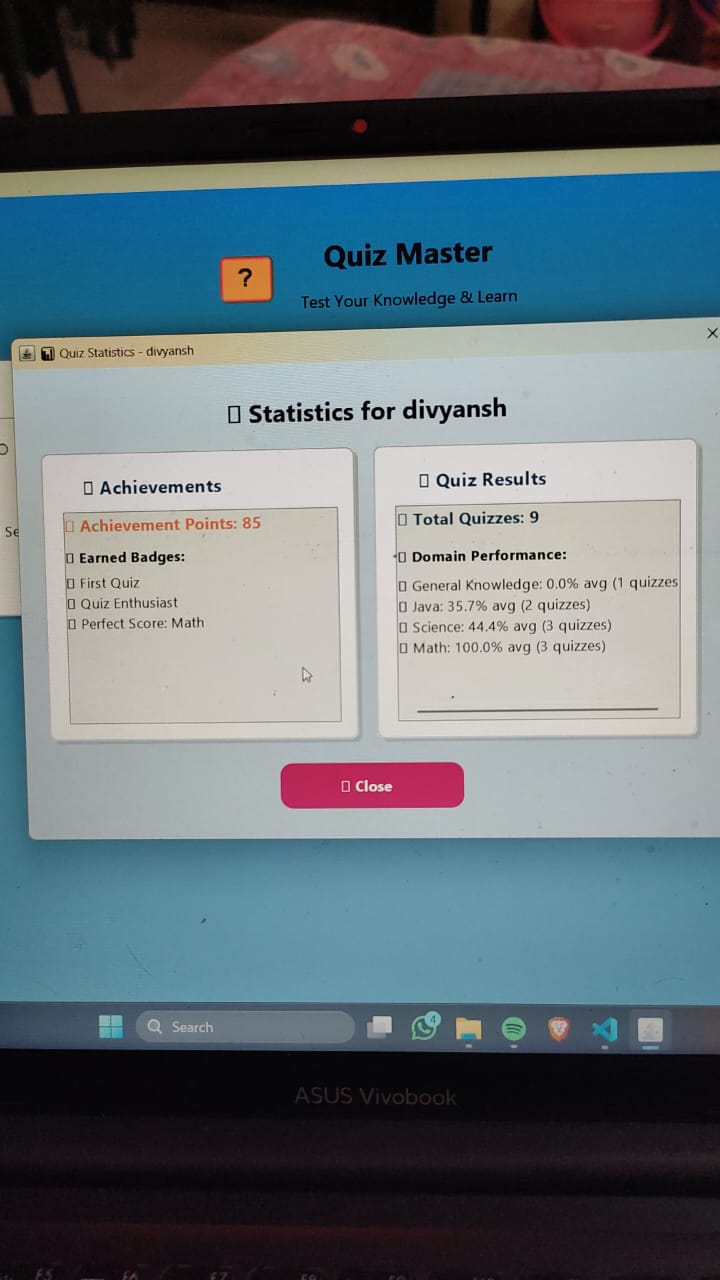 ?
Quiz Master
Test Your Knowledge & Learn
Quiz Statistics - divyansh
▯ Statistics for divyansh
▯ Achievements
▯ Achievement Points: 85
▯ Earned Badges:
▯ First Quiz
▯ Quiz Enthusiast
▯ Perfect Score: Math
▯ Quiz Results
▯ Total Quizzes: 9
▯ Domain Performance:
▯ General Knowledge: 0.0% avg (1 quizzes
▯ Java: 35.7% avg (2 quizzes)
▯ Science: 44.4% avg (3 quizzes)
▯ Math: 100.0% avg (3 quizzes)
▯ Close
Se
Search
4
ASUS Vivobook
F5
F6
F7